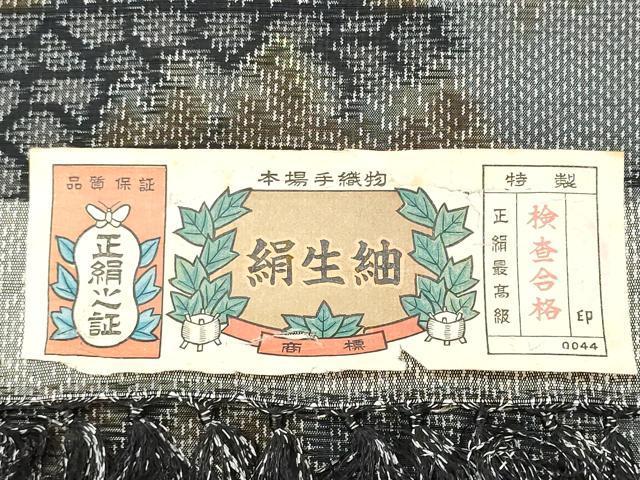 品質保証
正絹之証
本場手織物
絹生紬
商標
特製
正絹最高級
検査合格
印
0044